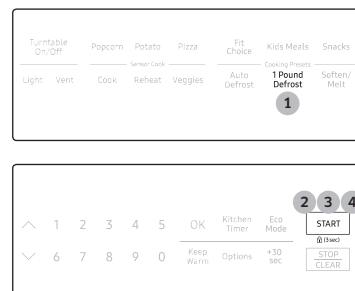 Turntable
On/Off
Popcorn Potato Pizza
Fit
Choice
Kids Meals Snacks
Sensor Cook
Cooking Presets
Light Vent
Cook Reheat Veggies
Auto
Defrost
1 Pound
Defrost
Soften/
Melt
1
2 3 4
1 2 3 4 5 OK
Kitchen
Timer
Eco
Mode
START
(3 sec)
6 7 8 9 0
Keep
Warm
Options
+30
sec
STOP
CLEAR